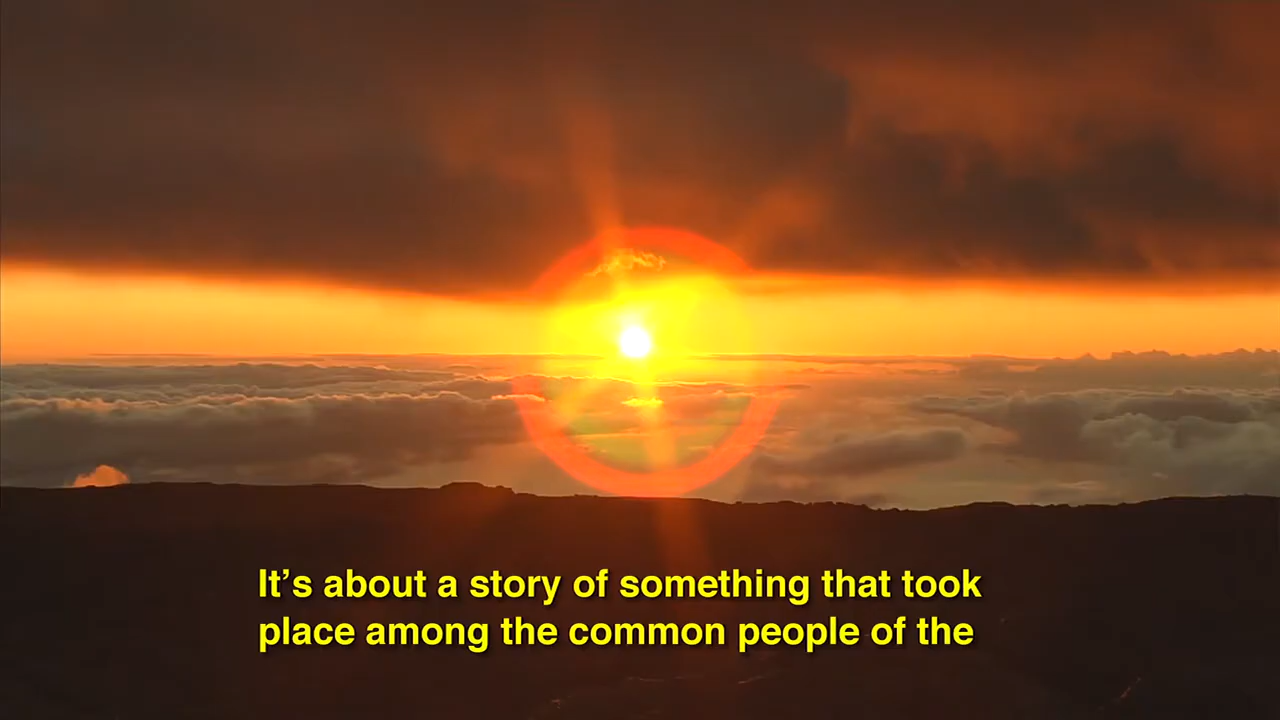 It’s about a story of something that took
place among the common people of the